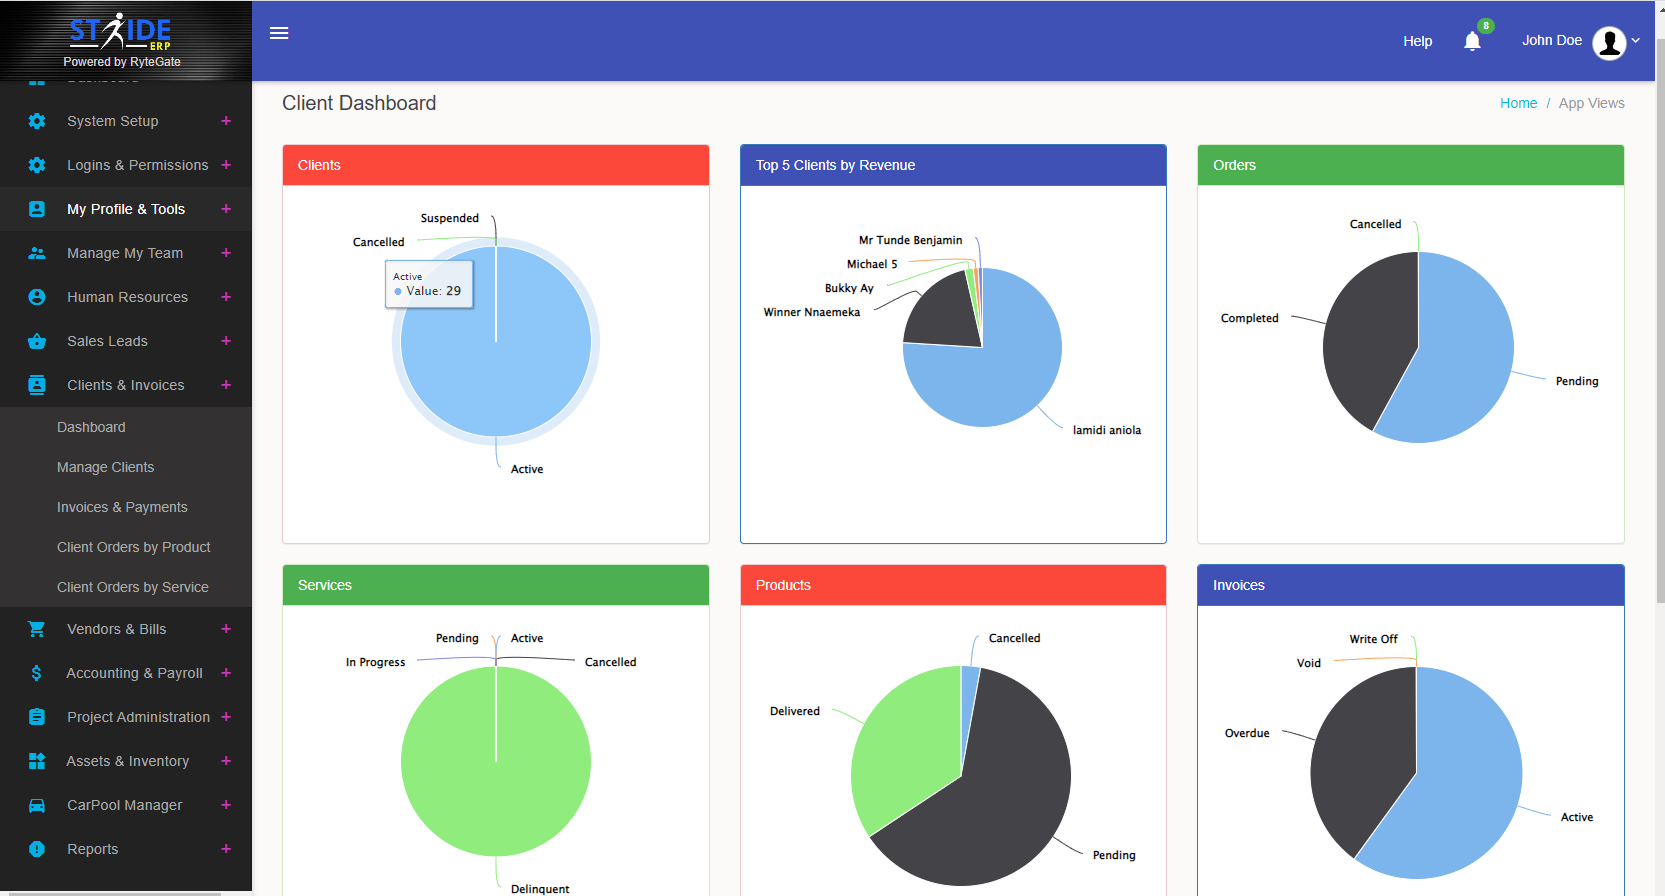 STRIDE
ERP
Powered by RyteGate
Help
8
John Doe
Dashboard
System Setup
Logins & Permissions
My Profile & Tools
Manage My Team
Human Resources
Sales Leads
Clients & Invoices
Dashboard
Manage Clients
Invoices & Payments
Client Orders by Product
Client Orders by Service
Vendors & Bills
Accounting & Payroll
Project Administration
Assets & Inventory
CarPool Manager
Reports
Client Dashboard
Home / App Views
Clients
Suspended
Cancelled
Active
Value: 29
Active
Top 5 Clients by Revenue
Mr Tunde Benjamin
Michael 5
Bukky Ay
Winner Nnaemeka
lamidi aniola
Orders
Cancelled
Completed
Pending
Services
Pending
Active
In Progress
Cancelled
Delinquent
Products
Cancelled
Delivered
Pending
Invoices
Write Off
Void
Overdue
Active